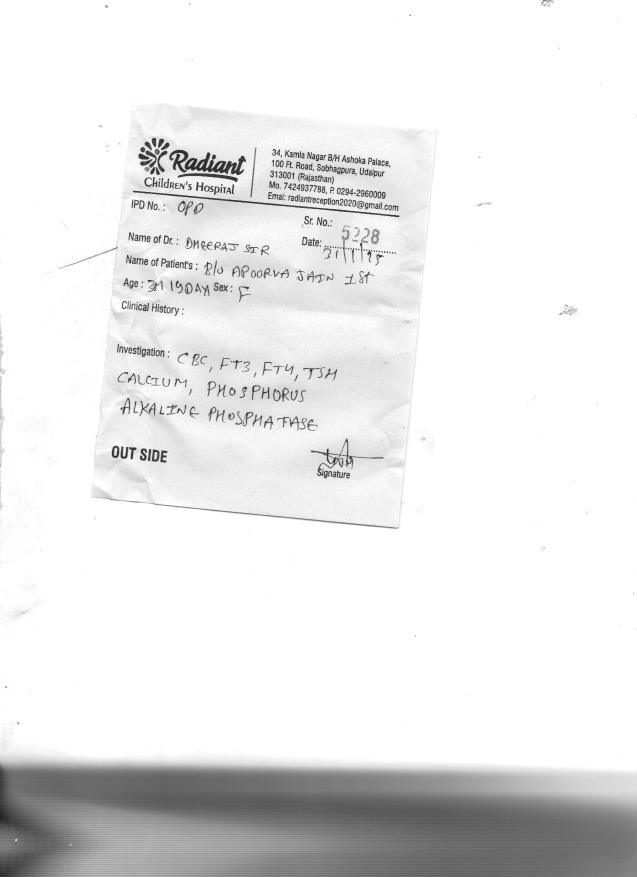 Radiant
Children's Hospital
34, Kamla Nagar B/H Ashoka Palace,
100 Ft. Road, Sobhagpura, Udaipur
313001 (Rajasthan)
Mo. 7424937788, P. 0294-2960009
Emai: radiantreception2020@gmail.com
IPD No.: OPD
Sr. No.: 5228
Name of Dr.: DHEERAJ SIR
Date: 31/1/25
Name of Patient's: B/O APOORVA JAIN 1st
Age: 3M 19DAY Sex: F
Clinical History:
Investigation: CBC, FT3, FT4, TSH
CALCIUM, PHOSPHORUS
ALKALINE PHOSPHATASE
OUT SIDE
Signature